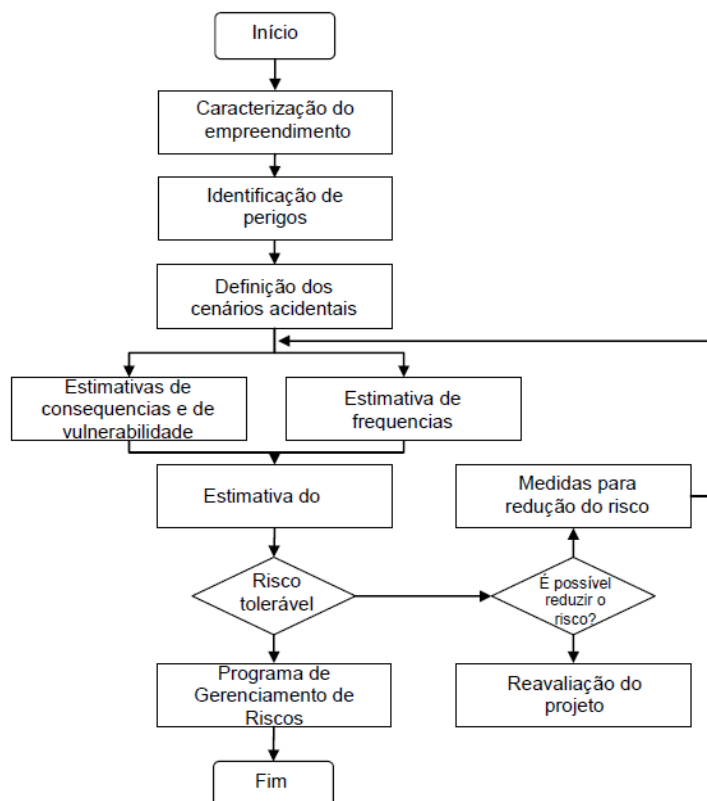 Início
Caracterização do
empreendimento
Identificação de
perigos
Definição dos
cenários acidentais
Estimativas de
consequencias e de
vulnerabilidade
Estimativa de
frequencias
Estimativa do
Medidas para
redução do risco
Risco
tolerável
É possível
reduzir o
risco?
Programa de
Gerenciamento de
Riscos
Reavaliação do
projeto
Fim